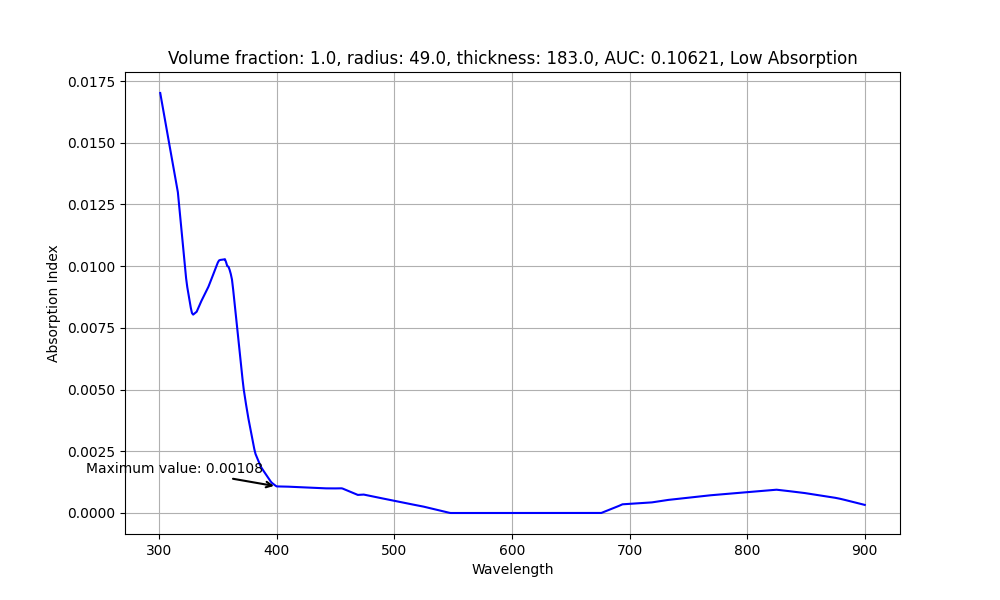 Volume fraction: 1.0, radius: 49.0, thickness: 183.0, AUC: 0.10621, Low Absorption
0.0175
0.0150
0.0125
0.0100
0.0075
0.0050
0.0025
0.0000
Absorption Index
Maximum value: 0.00108
300 400 500 600 700 800 900
Wavelength